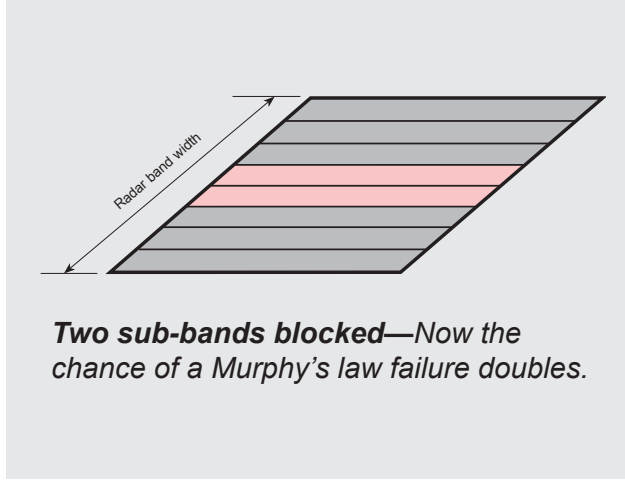 Radar band width
Two sub-bands blocked—Now the
chance of a Murphy's law failure doubles.